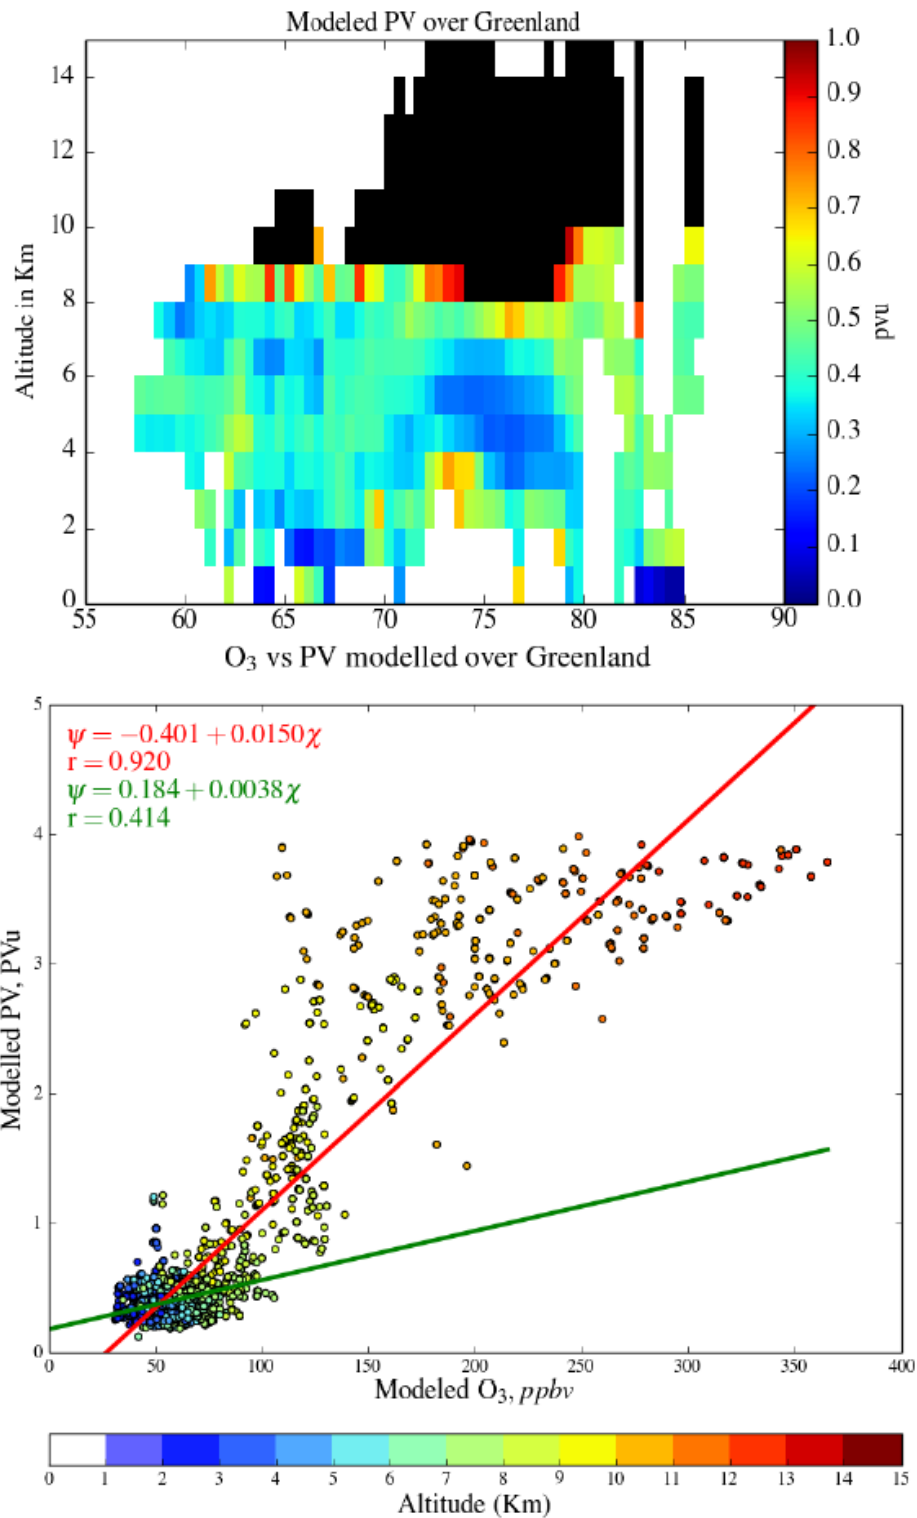 Modeled PV over Greenland
14
12
10
8
6
4
2
0
Altitude in Km
55 60 65 70 75 80 85 90
1.0
0.9
0.8
0.7
0.6
0.5
0.4
0.3
0.2
0.1
0.0
pvu
O₃ vs PV modelled over Greenland
ψ = −0.401 + 0.0150χ
r = 0.920
ψ = 0.184 + 0.0038χ
r = 0.414
5
4
3
2
1
0
Modelled PV, PVu
0 50 100 150 200 250 300 350 400
Modeled O₃, ppbv
0 1 2 3 4 5 6 7 8 9 10 11 12 13 14 15
Altitude (Km)